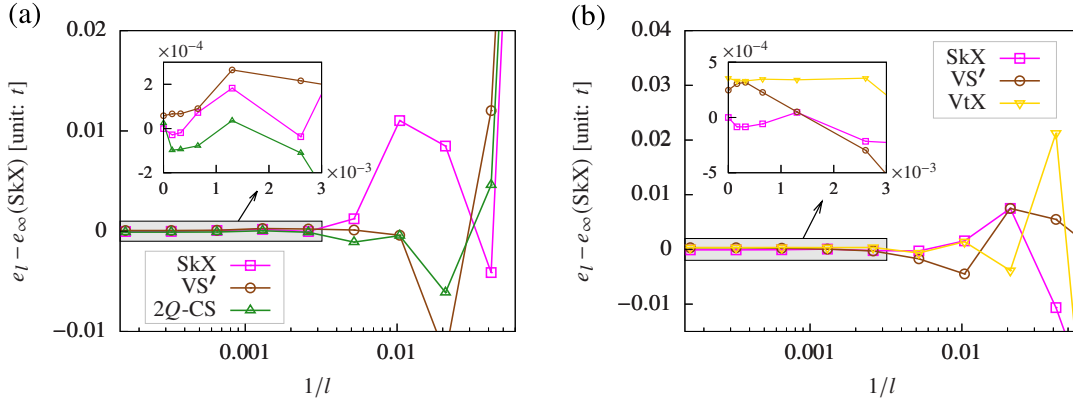 (a)
0.02
0.01
0
−0.01
e_l − e_∞(SkX) [unit: t]
×10⁻⁴
2
0
−2
0
1
2
3
×10⁻³
SkX
VS′
2Q-CS
0.001
0.01
1/l
(b)
0.04
0.03
0.02
0.01
0
−0.01
e_l − e_∞(SkX) [unit: t]
×10⁻⁴
5
0
-5
0
1
2
3
×10⁻³
SkX
VS′
VtX
0.001
0.01
1/l